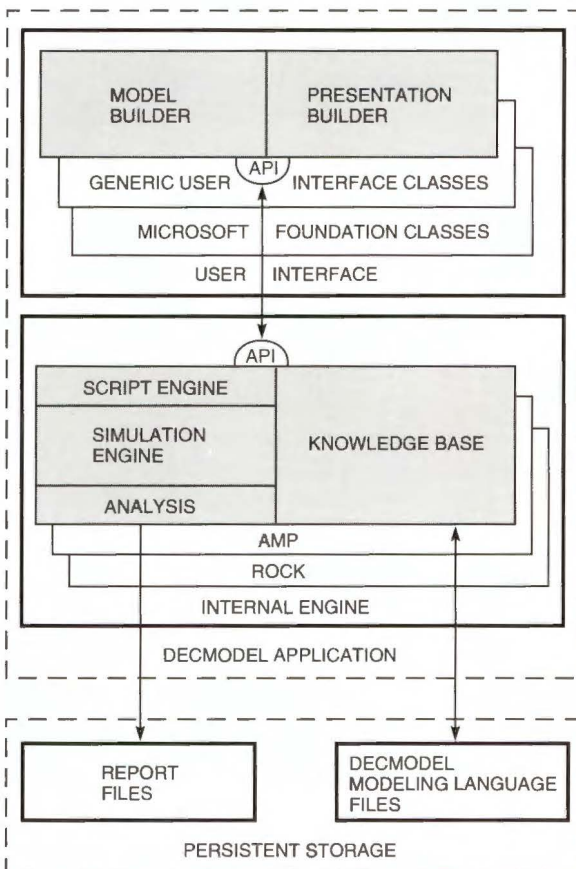 MODEL
BUILDER
PRESENTATION
BUILDER
API
GENERIC USER INTERFACE CLASSES
MICROSOFT FOUNDATION CLASSES
USER INTERFACE
API
SCRIPT ENGINE
SIMULATION
ENGINE
KNOWLEDGE BASE
ANALYSIS
AMP
ROCK
INTERNAL ENGINE
DECMODEL APPLICATION
REPORT
FILES
DECMODEL
MODELING LANGUAGE
FILES
PERSISTENT STORAGE